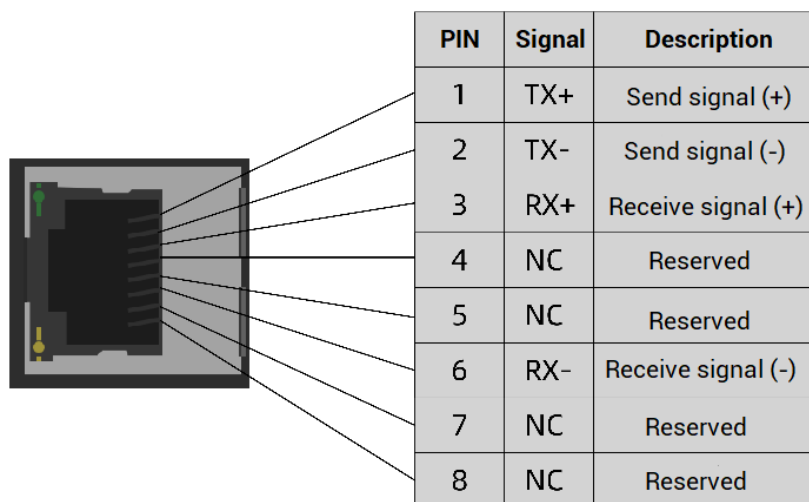 PIN Signal Description
1 TX+ Send signal (+)
2 TX- Send signal (-)
3 RX+ Receive signal (+)
4 NC Reserved
5 NC Reserved
6 RX- Receive signal (-)
7 NC Reserved
8 NC Reserved